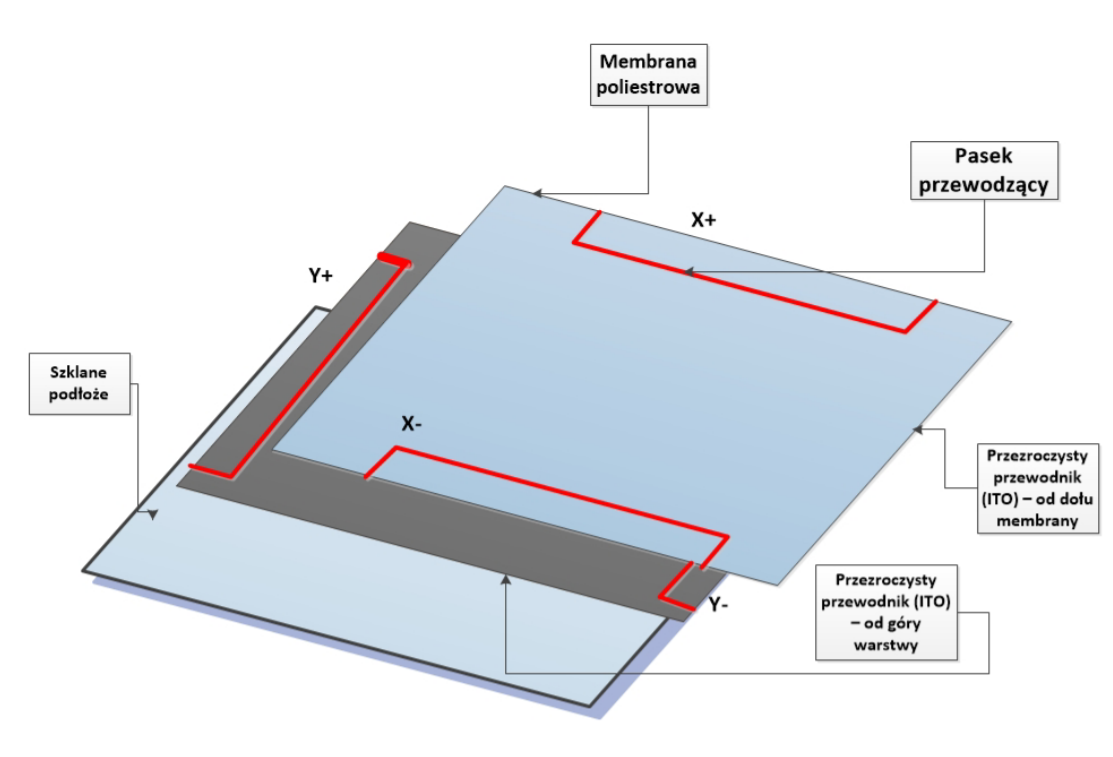 Membrana
poliestrowa
Pasek
przewodzący
X+
Y+
Szklane
podłoże
X-
Przezroczysty
przewodnik
(ITO) – od dołu
membrany
Przezroczysty
przewodnik (ITO)
– od góry
warstwy
Y-